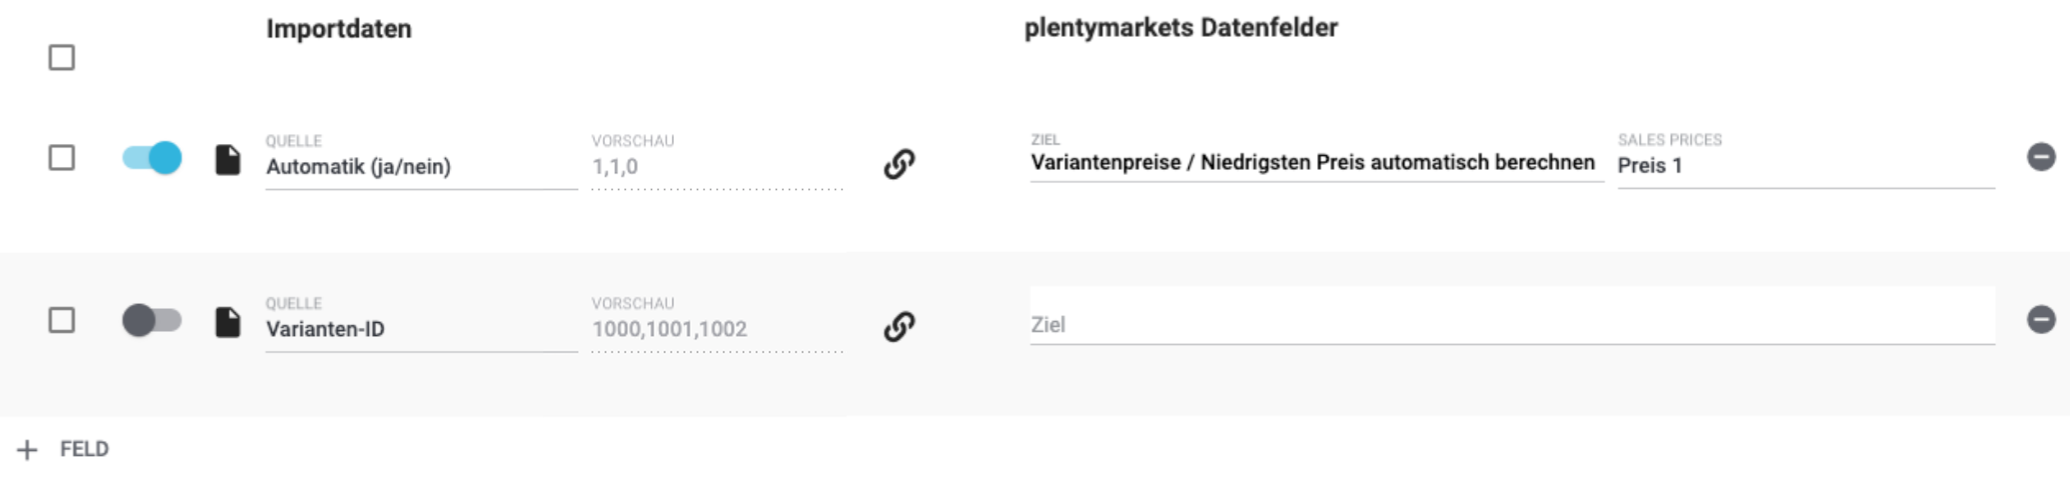 Importdaten
plentymarkets Datenfelder
QUELLE
Automatik (ja/nein)
VORSCHAU
1,1,0
ZIEL
Variantenpreise / Niedrigsten Preis automatisch berechnen
SALES PRICES
Preis 1
QUELLE
Varianten-ID
VORSCHAU
1000,1001,1002
Ziel
+ FELD